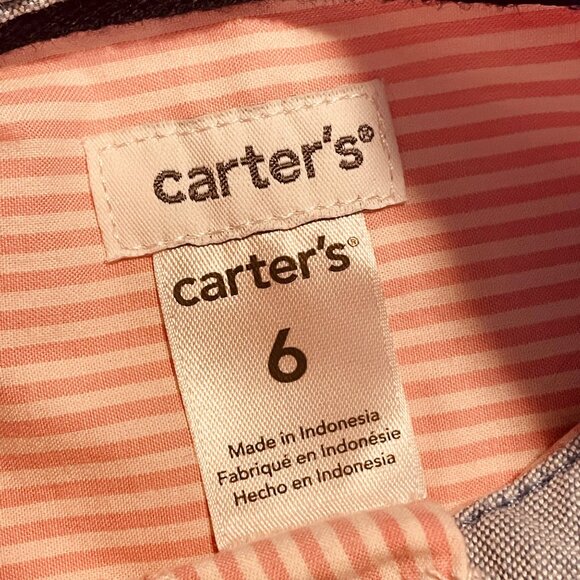 carter's®
carter's®
6
Made in Indonesia
Fabriqué en Indonésie
Hecho en Indonesia